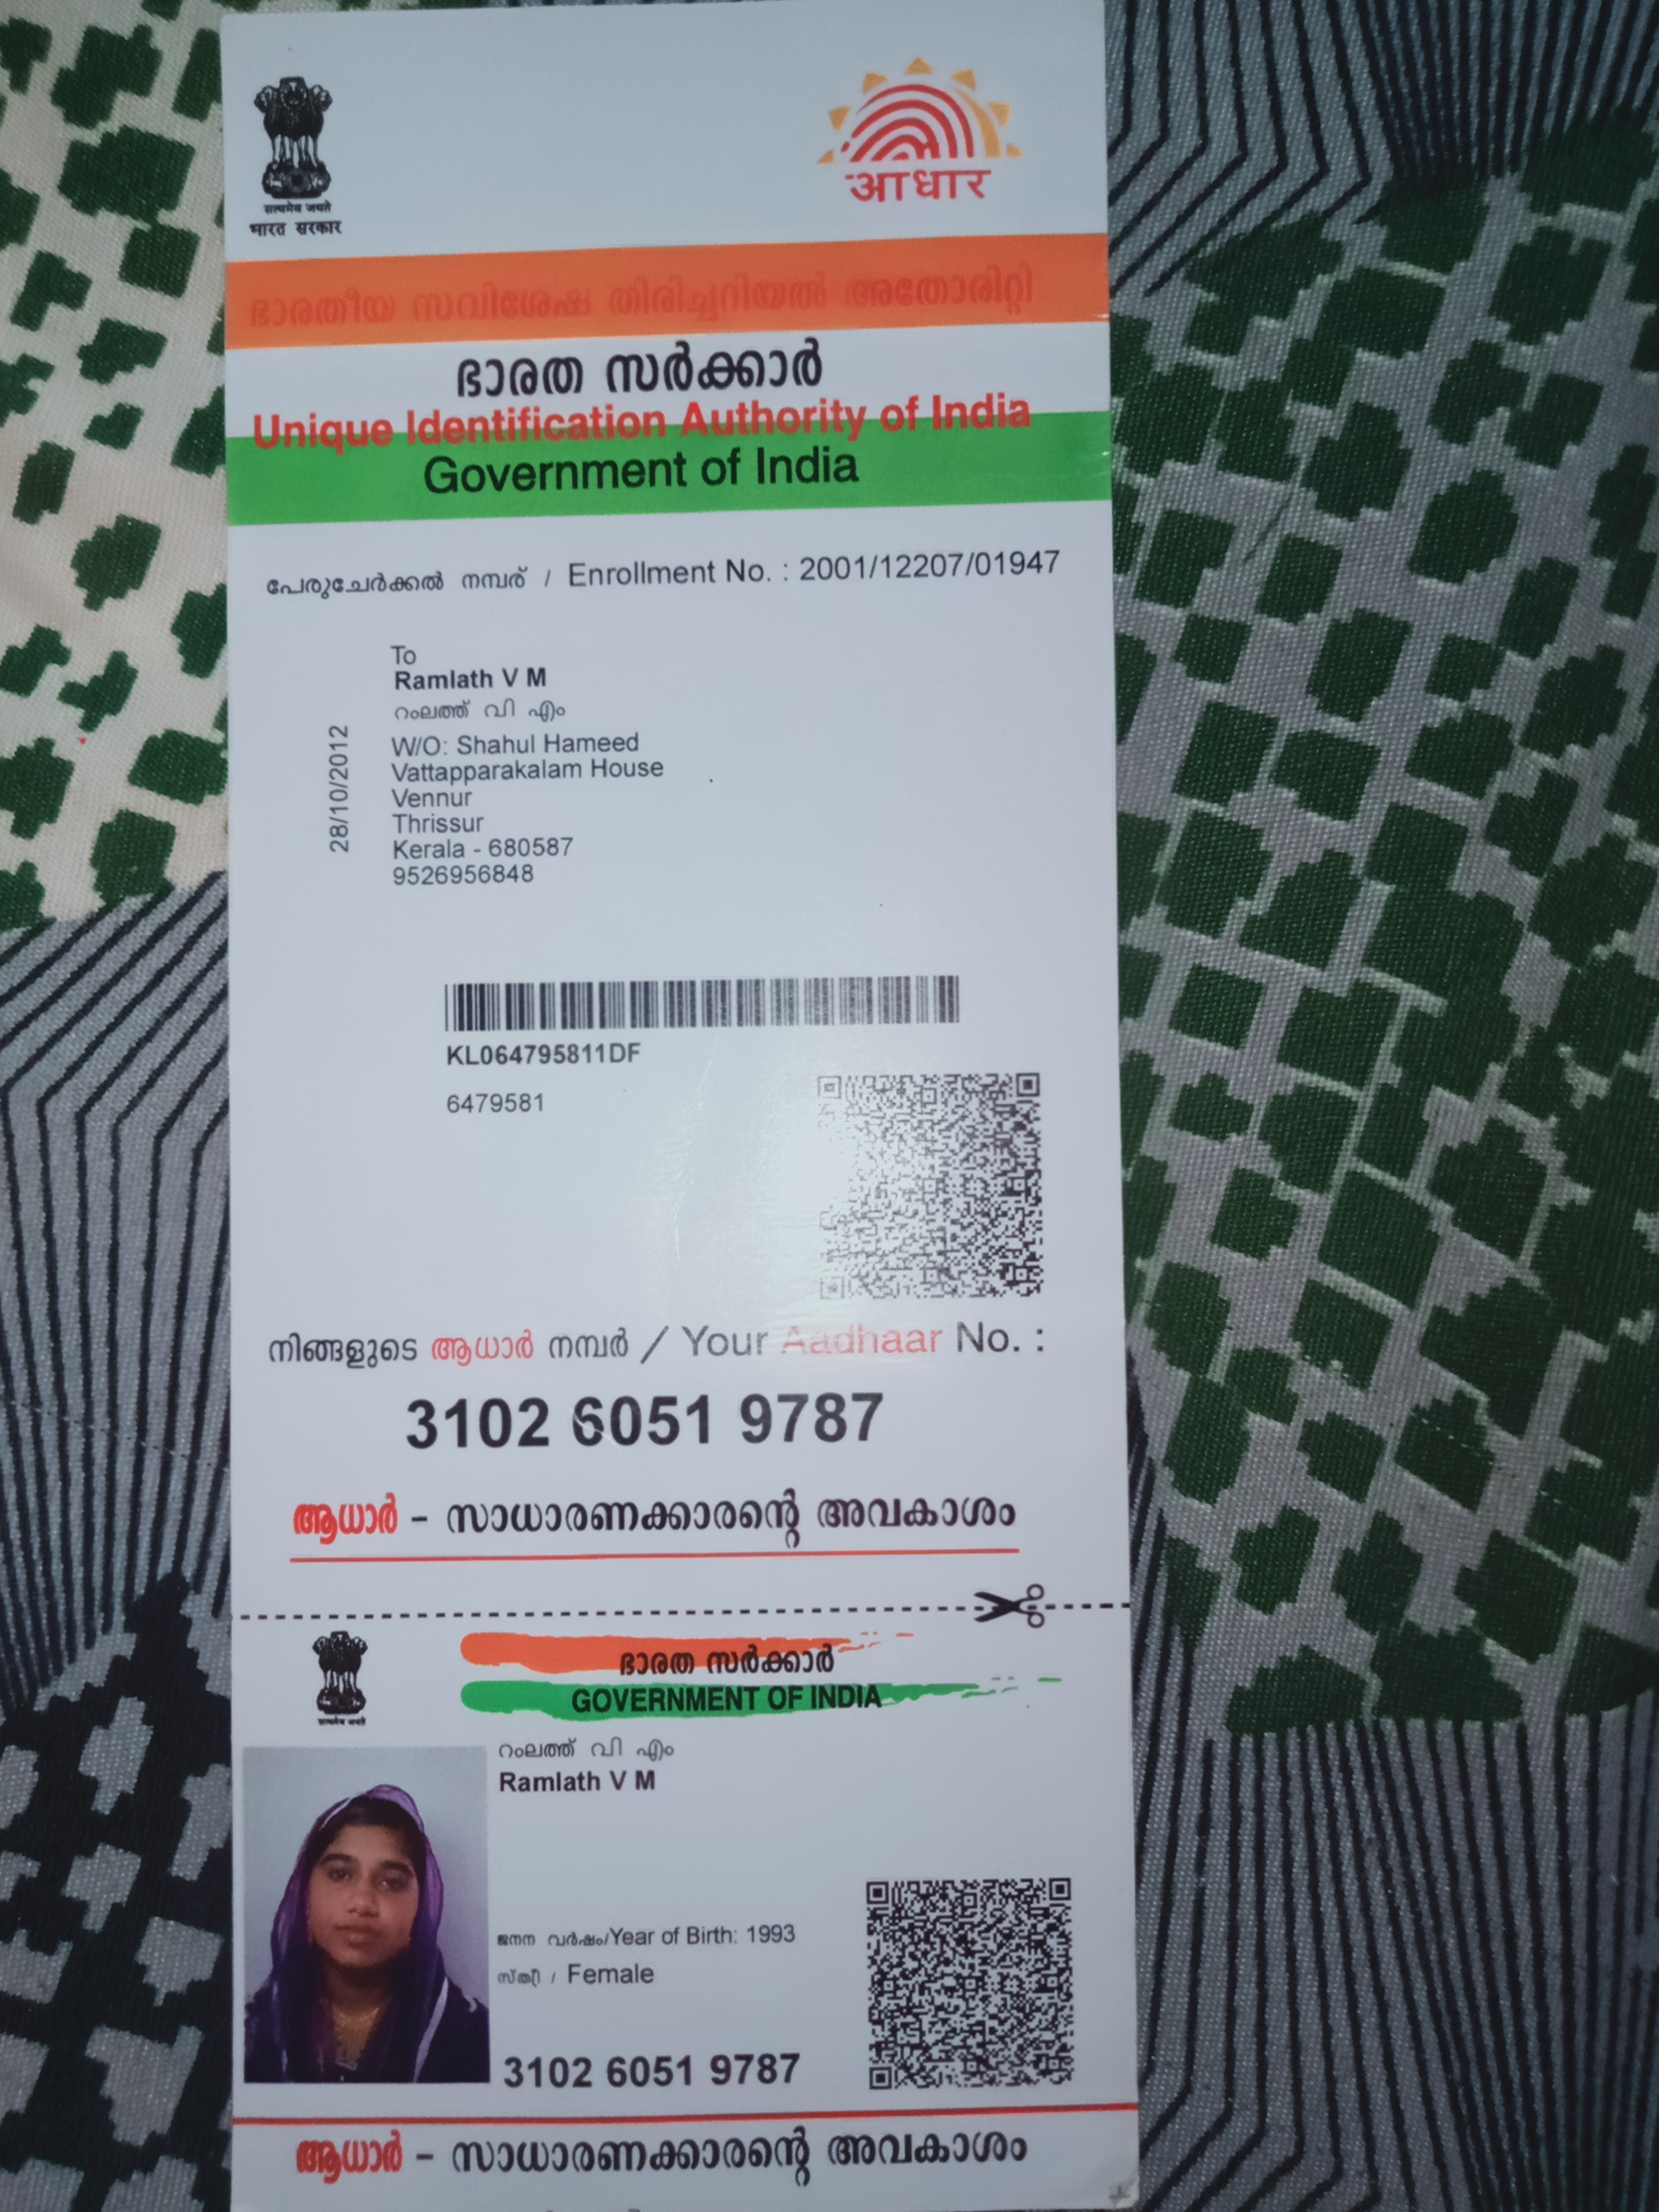 सत्यमेव जयते
भारत सरकार
आधार
ഭാരതീയ സവിശേഷ തിരിച്ചറിയൽ അതോരിറ്റി
ഭാരത സർക്കാർ
Unique Identification Authority of India
Government of India
പേരുചേർക്കൽ നമ്പര് / Enrollment No. : 2001/12207/01947
28/10/2012
To
Ramlath V M
റംലത്ത് വി എം
W/O: Shahul Hameed
Vattapparakalam House
Vennur
Thrissur
Kerala - 680587
9526956848
KL064795811DF
6479581
നിങ്ങളുടെ ആധാർ നമ്പർ / Your Aadhaar No. :
3102 6051 9787
ആധാർ - സാധാരണക്കാരന്റെ അവകാശം
सत्यमेव जयते
ഭാരത സർക്കാർ
GOVERNMENT OF INDIA
റംലത്ത് വി എം
Ramlath V M
ജനന വർഷം/Year of Birth: 1993
സ്ത്രീ / Female
3102 6051 9787
ആധാർ - സാധാരണക്കാരന്റെ അവകാശം